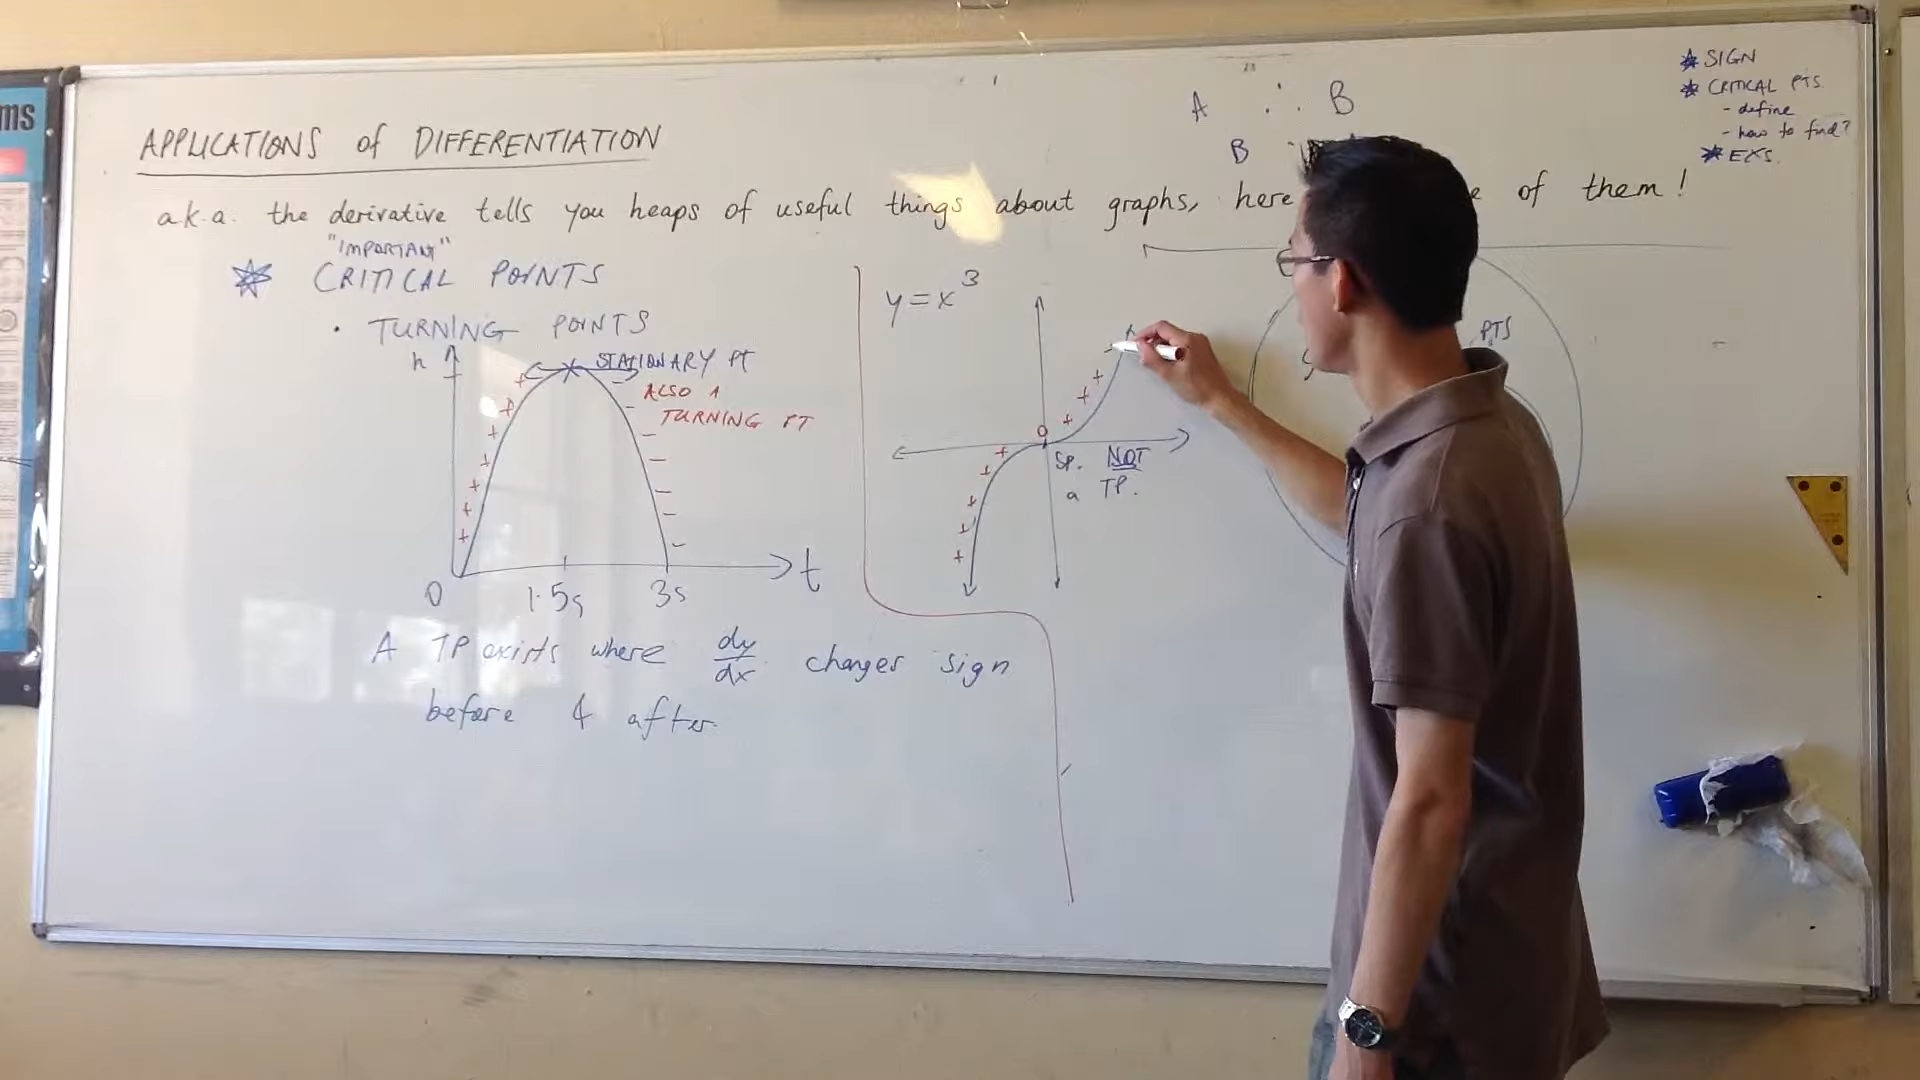 ms
APPLICATIONS of DIFFERENTIATION
a.k.a. the derivative tells you heaps of useful things about graphs, here of them!
"IMPORTANT"
CRITICAL POINTS
• TURNING POINTS
h
STATIONARY PT
ALSO A
TURNING PT
+ + + + + + +
- - - - - - - -
0 1.5s 3s t
A TP exists where dy/dx changes sign
before & after.
y = x³
+ + + + + + + + +
0
SP. NOT
a TP.
A ∴ B
B
PTS
SIGN
CRITICAL PTS.
- define
- how to find?
EXS.